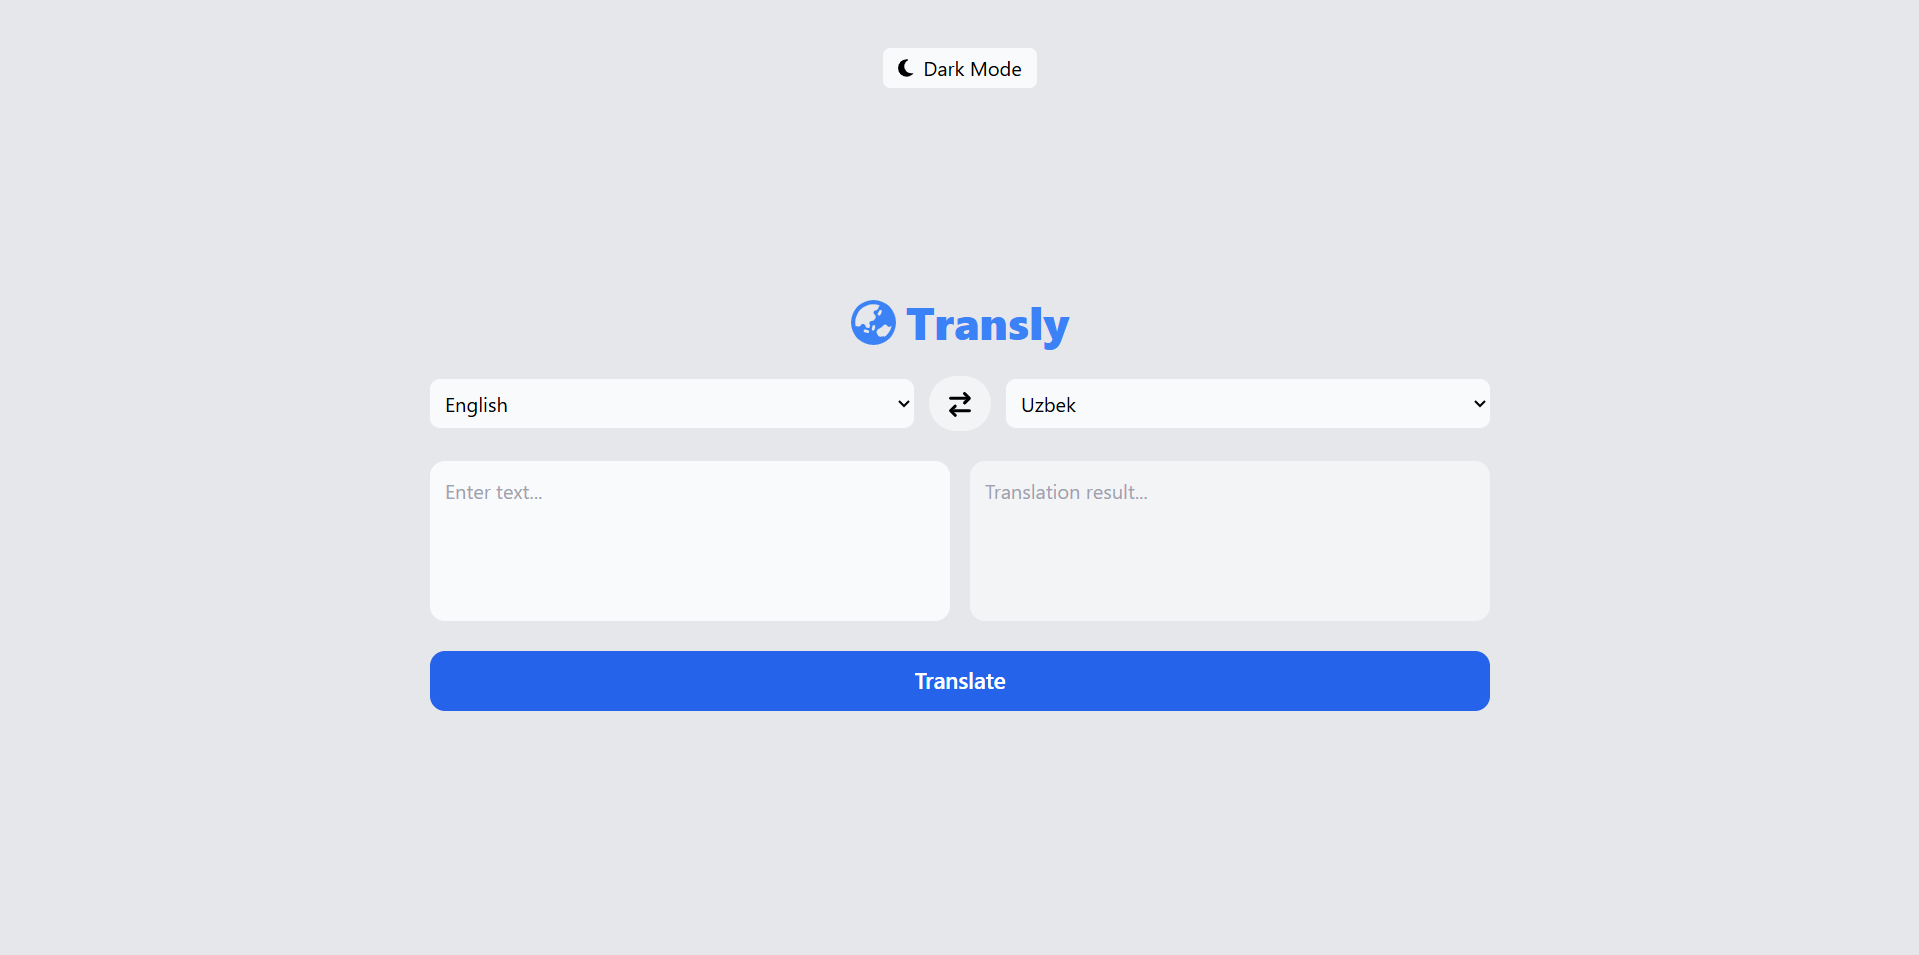 Dark Mode
Transly
English
Uzbek
Enter text...
Translation result...
Translate